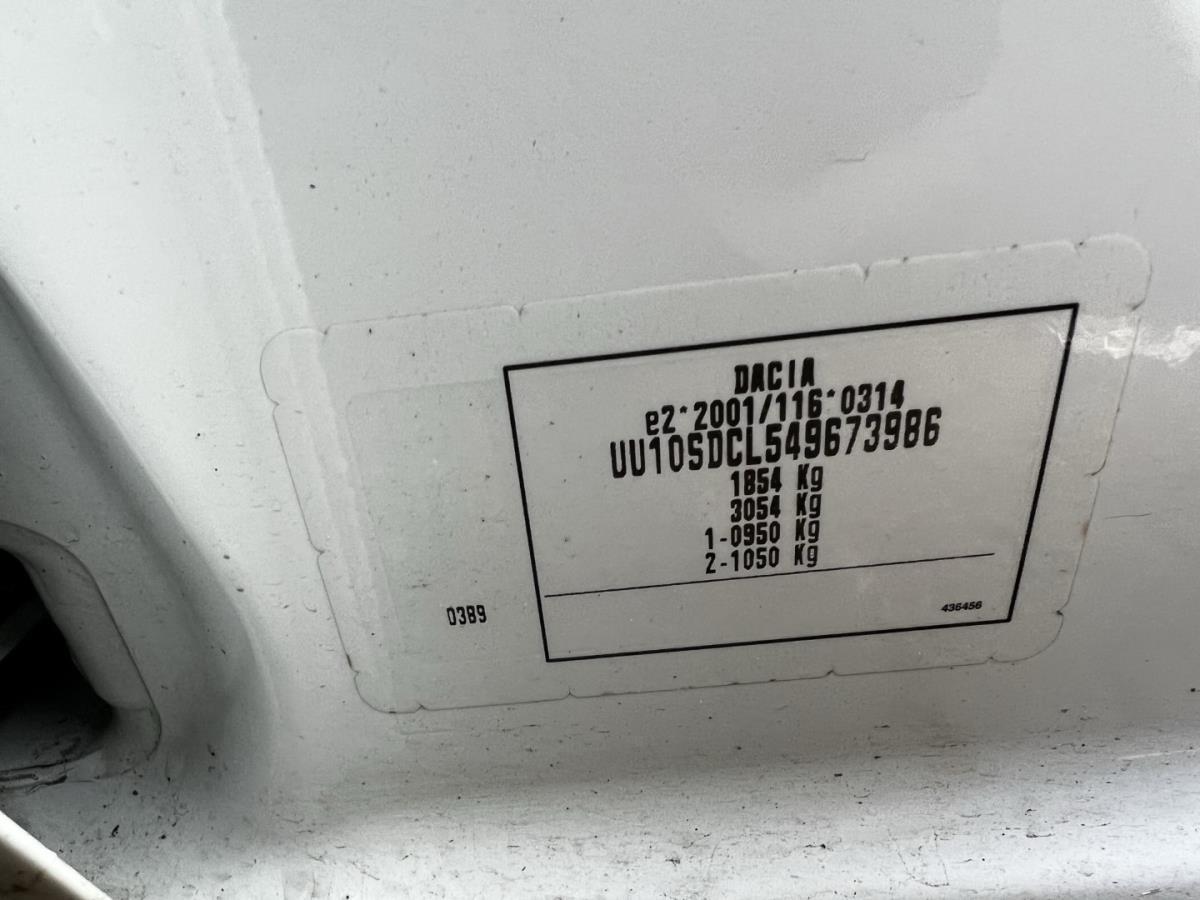 DACIA
e2*2001/116*0314
UU10SDCL549673986
1854 Kg
3054 Kg
1-0950 Kg
2-1050 Kg
0389
436456